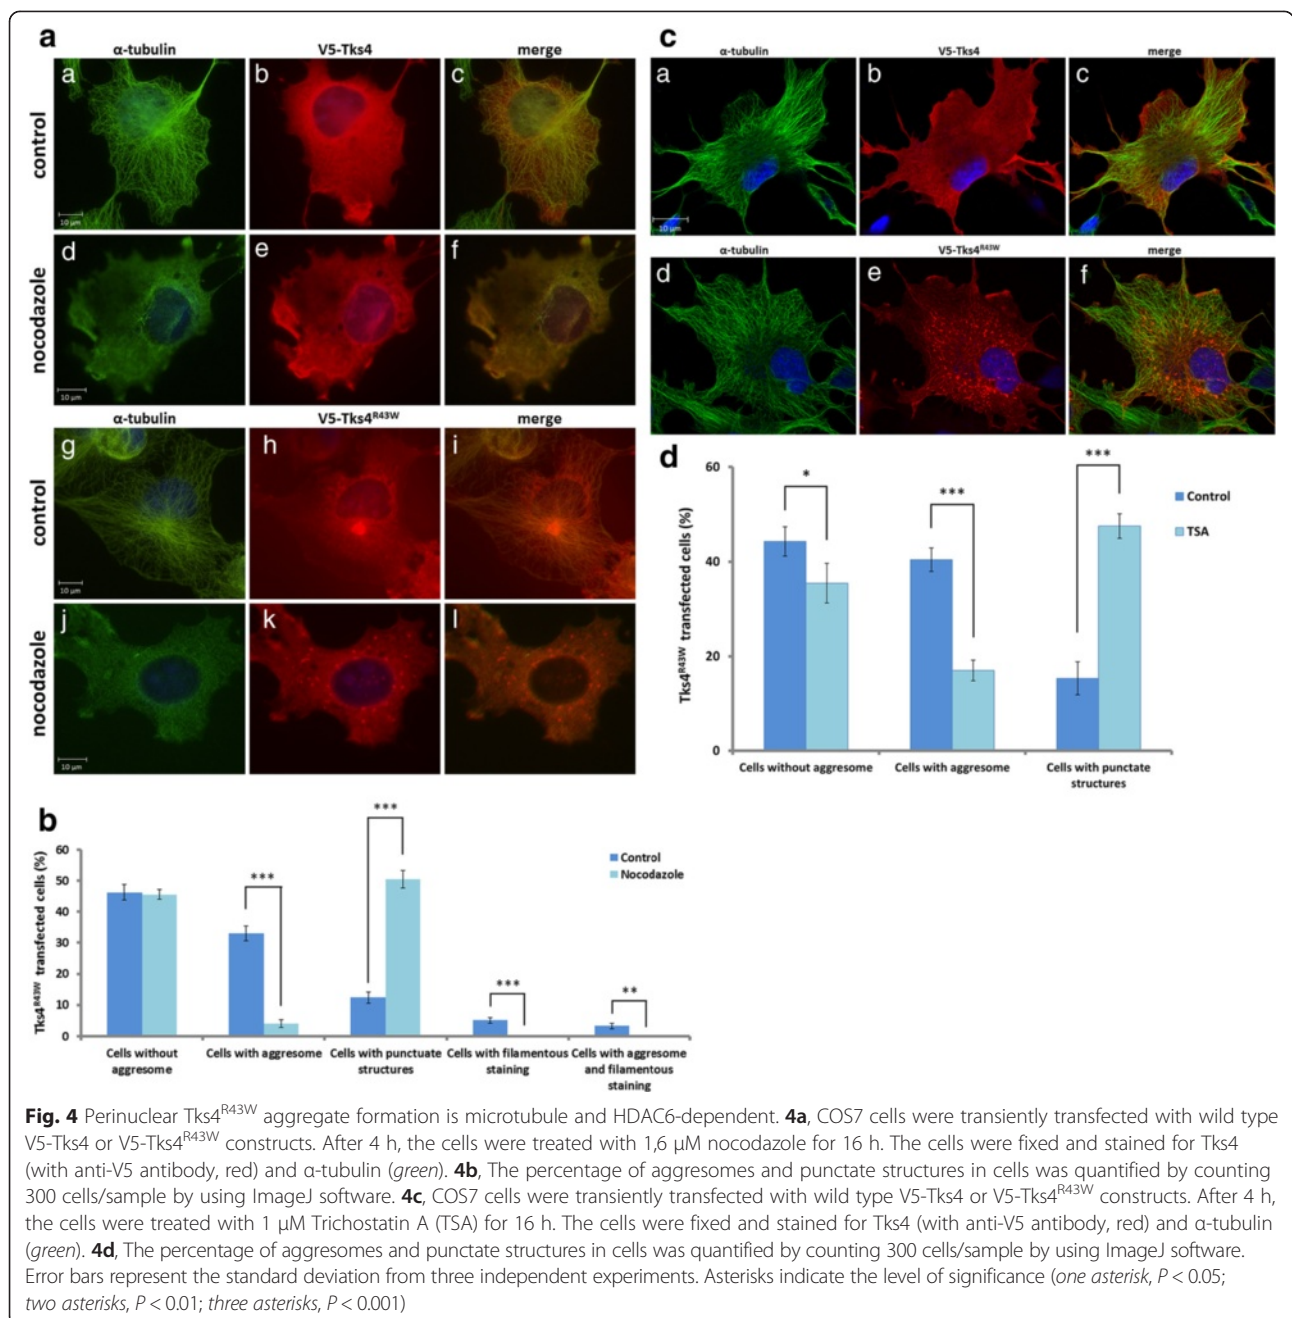 a
α-tubulin V5-Tks4 merge
control
a b c
10 µm
nocodazole
d e f
10 µm
α-tubulin V5-Tks4R43W merge
control
g h i
10 µm
nocodazole
j k l
10 µm
c
α-tubulin V5-Tks4 merge
a b c
10 µm
α-tubulin V5-Tks4R43W merge
d e f
d
Tks4R43W transfected cells (%)
60
40
20
0
* *** ***
Control
TSA
Cells without aggresome Cells with aggresome Cells with punctate
structures
b
Tks4R43W transfected cells (%)
60
50
40
30
20
10
0
*** *** *** **
Control
Nocodazole
Cells without Cells with aggresome Cells with punctuate Cells with filamentous Cells with aggresome
aggresome structures staining and filamentous
staining
Fig. 4 Perinuclear Tks4R43W aggregate formation is microtubule and HDAC6-dependent. 4a, COS7 cells were transiently transfected with wild type
V5-Tks4 or V5-Tks4R43W constructs. After 4 h, the cells were treated with 1,6 μM nocodazole for 16 h. The cells were fixed and stained for Tks4
(with anti-V5 antibody, red) and α-tubulin (green). 4b, The percentage of aggresomes and punctate structures in cells was quantified by counting
300 cells/sample by using ImageJ software. 4c, COS7 cells were transiently transfected with wild type V5-Tks4 or V5-Tks4R43W constructs. After 4 h,
the cells were treated with 1 μM Trichostatin A (TSA) for 16 h. The cells were fixed and stained for Tks4 (with anti-V5 antibody, red) and α-tubulin
(green). 4d, The percentage of aggresomes and punctate structures in cells was quantified by counting 300 cells/sample by using ImageJ software.
Error bars represent the standard deviation from three independent experiments. Asterisks indicate the level of significance (one asterisk, P < 0.05;
two asterisks, P < 0.01; three asterisks, P < 0.001)